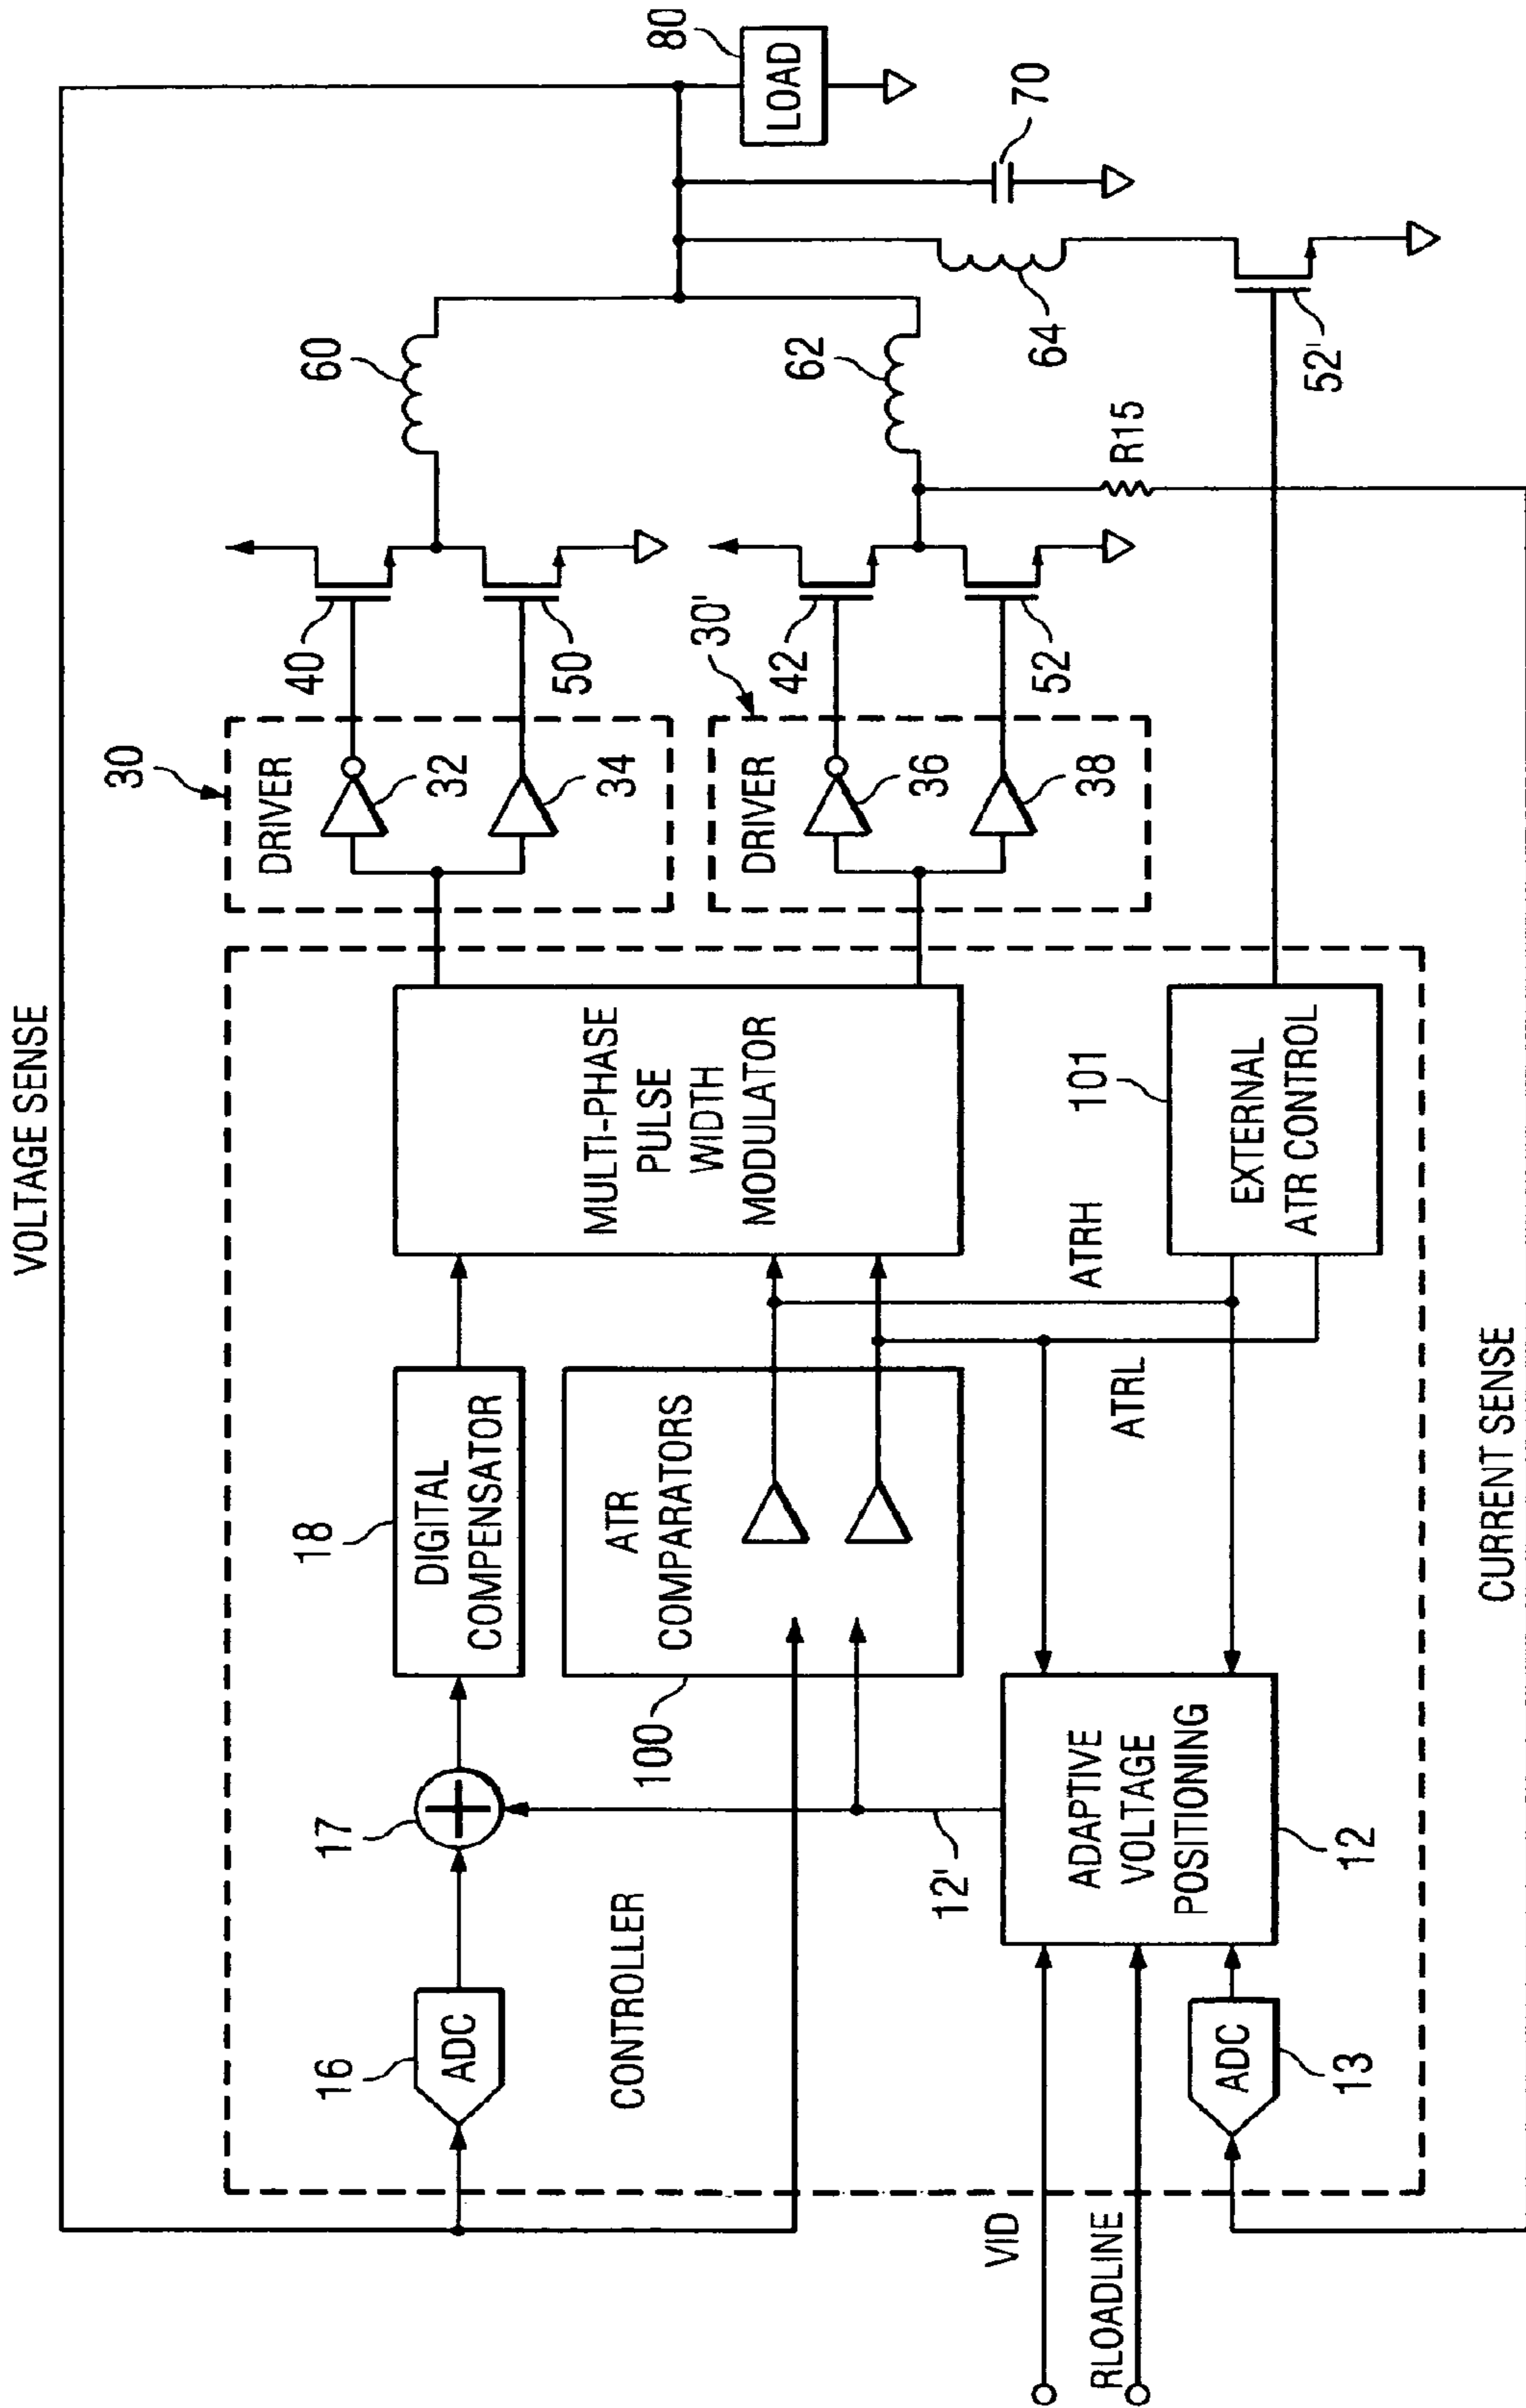 VOLTAGE SENSE
30
DRIVER
32
34
40
50
60
80
LOAD
70
30'
DRIVER
36
38
42
52
62
64
R15
52'
MULTI-PHASE
PULSE
WIDTH
MODULATOR
18
DIGITAL
COMPENSATOR
ATR
COMPARATORS
100
17
16
ADC
CONTROLLER
101
EXTERNAL
ATR CONTROL
ATRH
ATRL
12'
ADAPTIVE
VOLTAGE
POSITIONING
12
ADC
13
VID
RLOADLINE
CURRENT SENSE